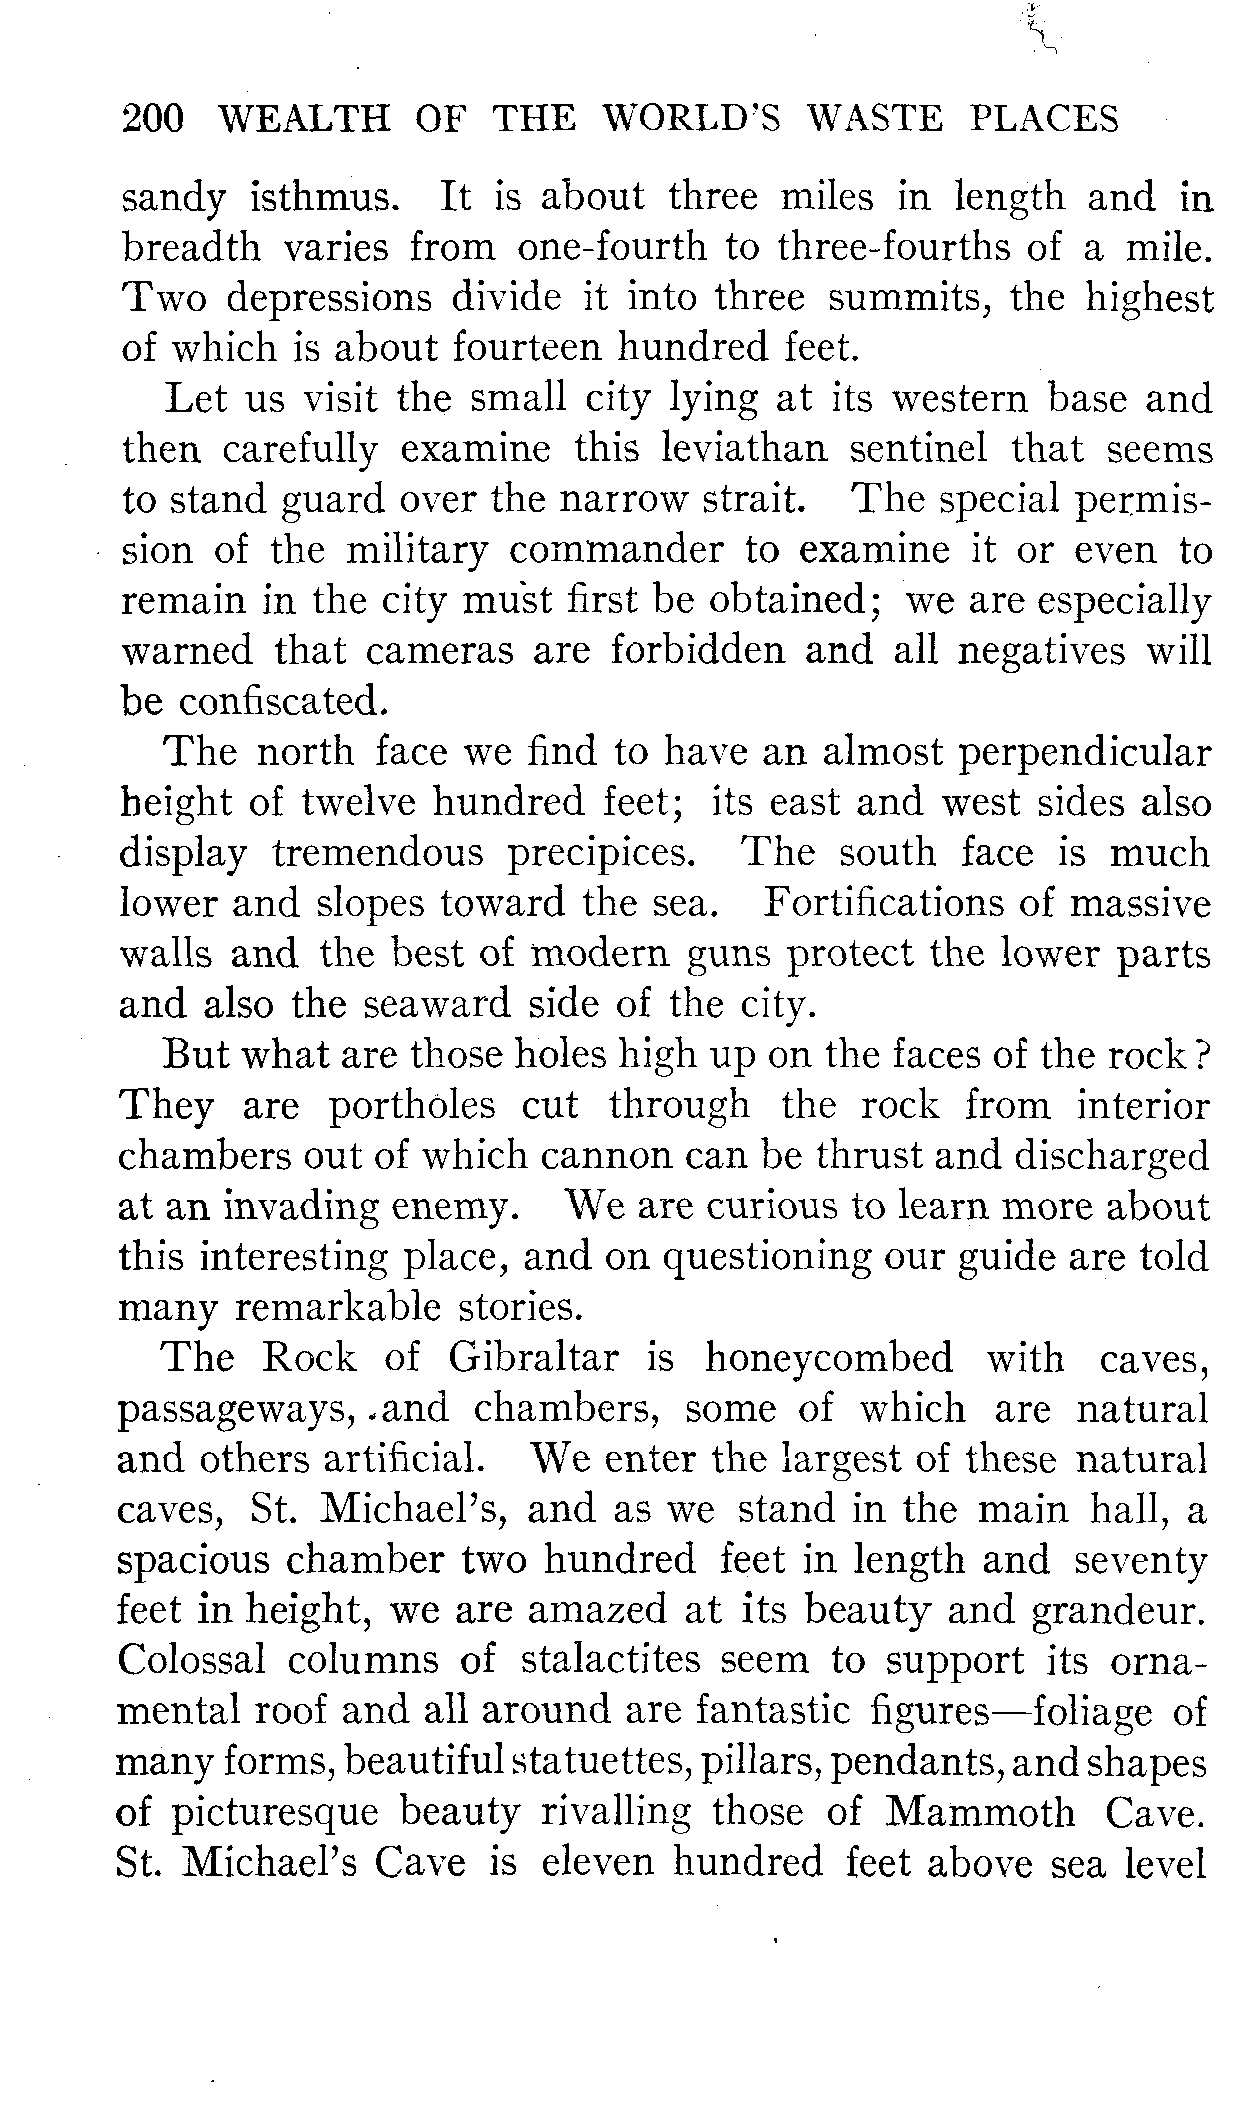 200 WEALTH OF THE WORLD'S WASTE PLACES
sandy isthmus. It is about three miles in length and in
breadth varies from one-fourth to three-fourths of a mile.
Two depressions divide it into three summits, the highest
of which is about fourteen hundred feet.
Let us visit the small city lying at its western base and
then carefully examine this leviathan sentinel that seems
to stand guard over the narrow strait. The special permis-
sion of the military commander to examine it or even to
remain in the city must first be obtained; we are especially
warned that cameras are forbidden and all negatives will
be confiscated.
The north face we find to have an almost perpendicular
height of twelve hundred feet; its east and west sides also
display tremendous precipices. The south face is much
lower and slopes toward the sea. Fortifications of massive
walls and the best of modern guns protect the lower parts
and also the seaward side of the city.
But what are those holes high up on the faces of the rock?
They are portholes cut through the rock from interior
chambers out of which cannon can be thrust and discharged
at an invading enemy. We are curious to learn more about
this interesting place, and on questioning our guide are told
many remarkable stories.
The Rock of Gibraltar is honeycombed with caves,
passageways, and chambers, some of which are natural
and others artificial. We enter the largest of these natural
caves, St. Michael's, and as we stand in the main hall, a
spacious chamber two hundred feet in length and seventy
feet in height, we are amazed at its beauty and grandeur.
Colossal columns of stalactites seem to support its orna-
mental roof and all around are fantastic figures—foliage of
many forms, beautiful statuettes, pillars, pendants, and shapes
of picturesque beauty rivalling those of Mammoth Cave.
St. Michael's Cave is eleven hundred feet above sea level